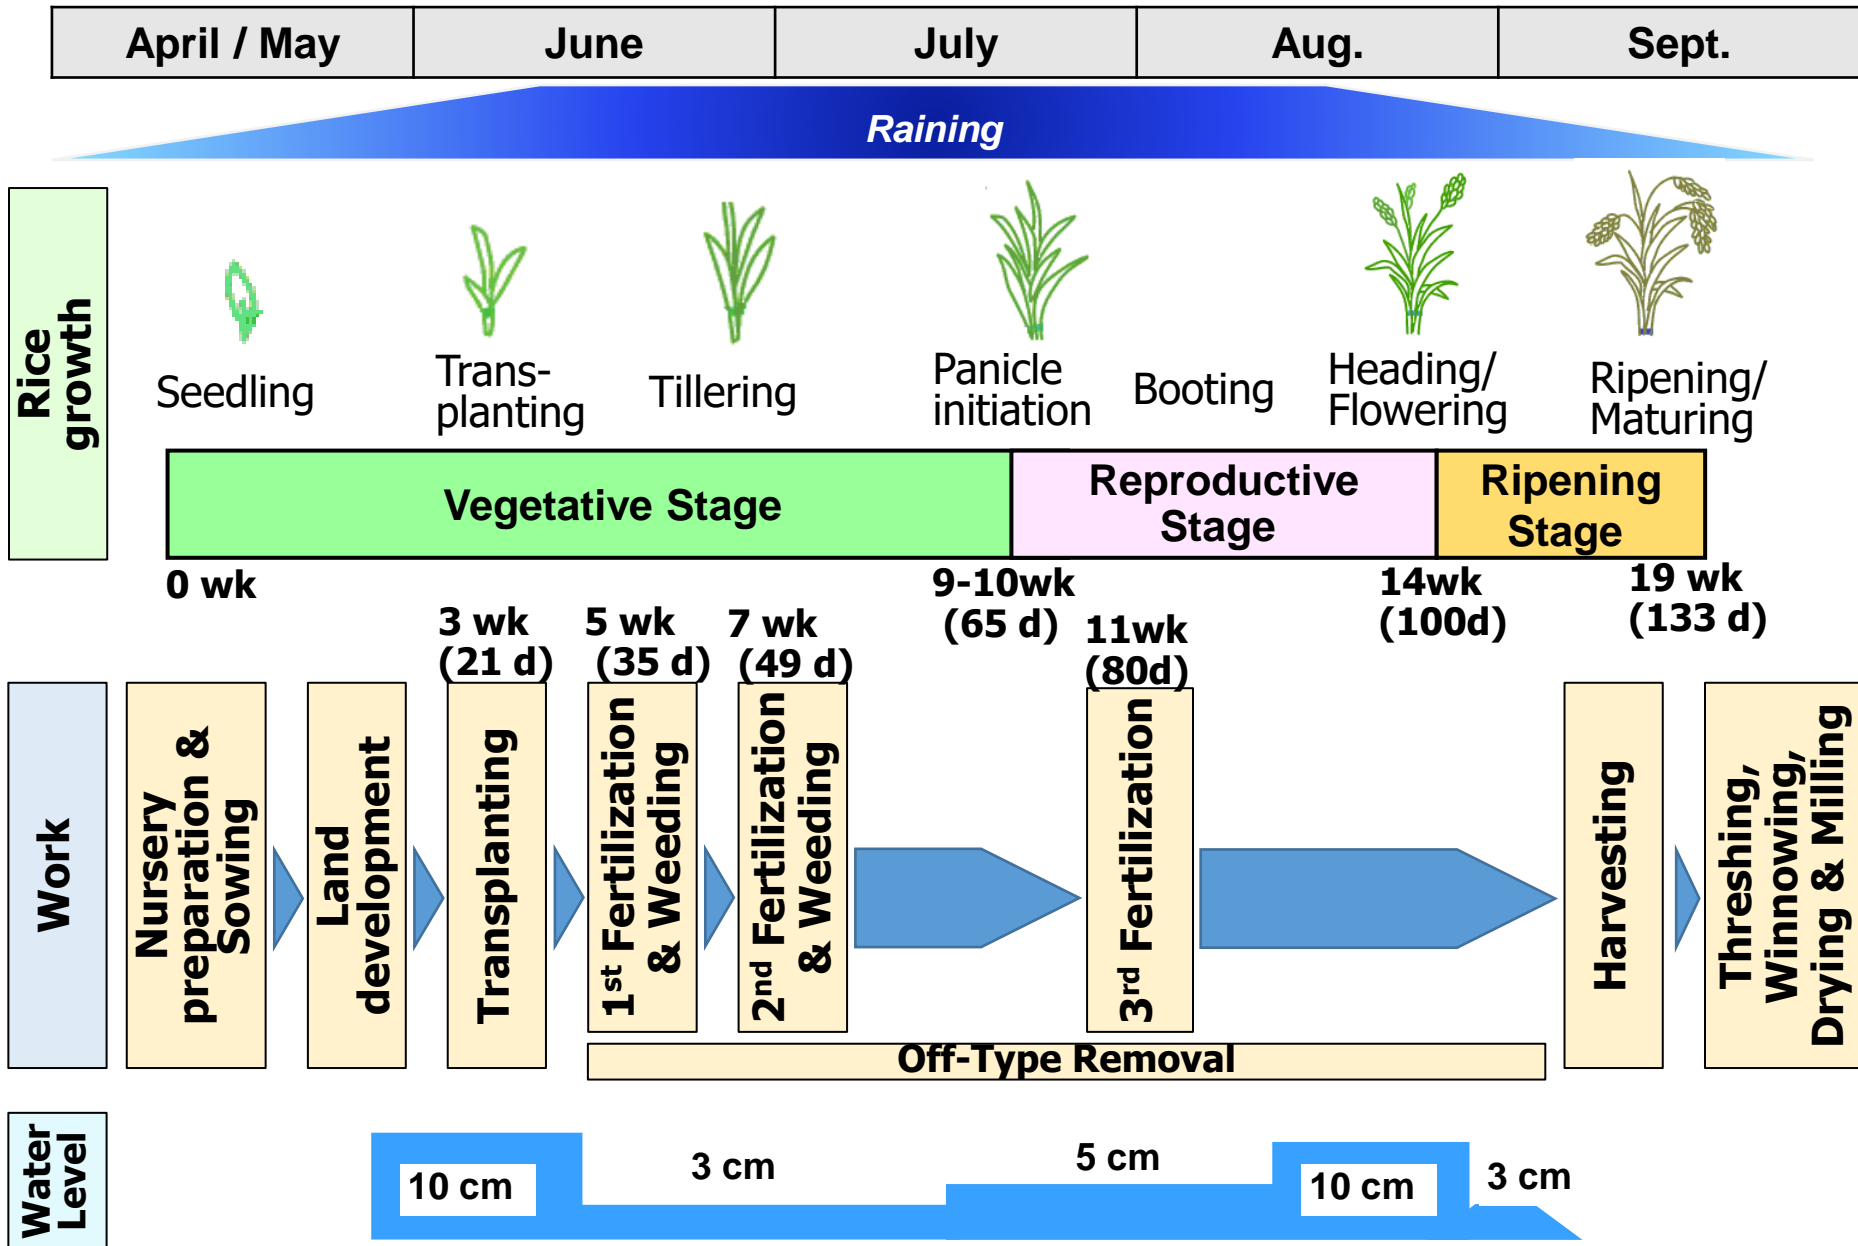 April / May
June
July
Aug.
Sept.
Raining
Rice
growth
Seedling
Trans-
planting
Tillering
Panicle
initiation
Booting
Heading/
Flowering
Ripening/
Maturing
Vegetative Stage
Reproductive
Stage
Ripening
Stage
0 wk
3 wk
(21 d)
5 wk
(35 d)
7 wk
(49 d)
9-10wk
(65 d)
11wk
(80d)
14wk
(100d)
19 wk
(133 d)
Work
Nursery
preparation &
Sowing
Land
development
Transplanting
1st Fertilization
& Weeding
2nd Fertilization
& Weeding
3rd Fertilization
Harvesting
Threshing,
Winnowing,
Drying & Milling
Off-Type Removal
Water
Level
10 cm
3 cm
5 cm
10 cm
3 cm